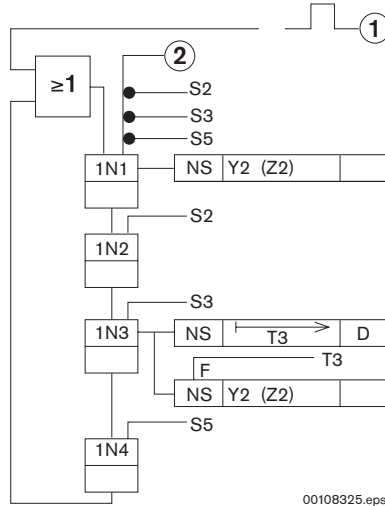 1
2
≥1
S2
S3
S5
1N1
NS Y2 (Z2)
S2
1N2
S3
1N3
NS T3 D
T3
F
NS Y2 (Z2)
S5
1N4
00108325.eps